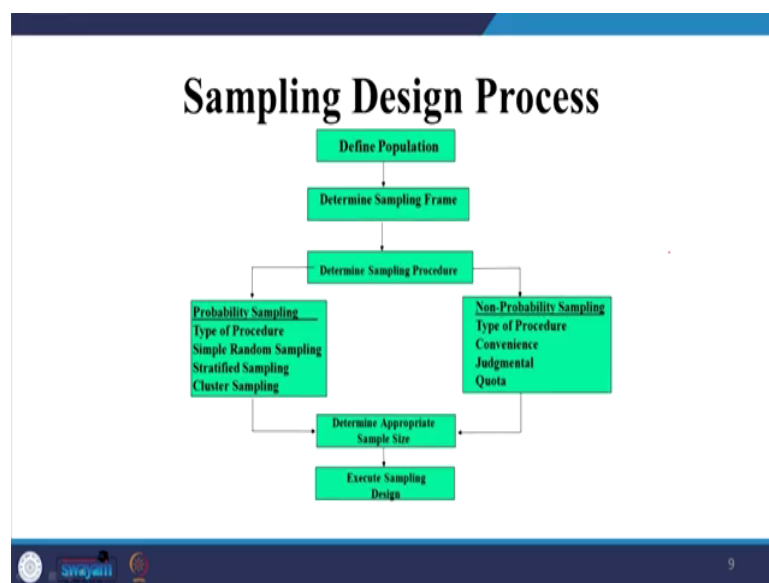 Sampling Design Process
Define Population
Determine Sampling Frame
Determine Sampling Procedure
Probability Sampling
Type of Procedure
Simple Random Sampling
Stratified Sampling
Cluster Sampling
Non-Probability Sampling
Type of Procedure
Convenience
Judgmental
Quota
Determine Appropriate
Sample Size
Execute Sampling
Design
swayam
9